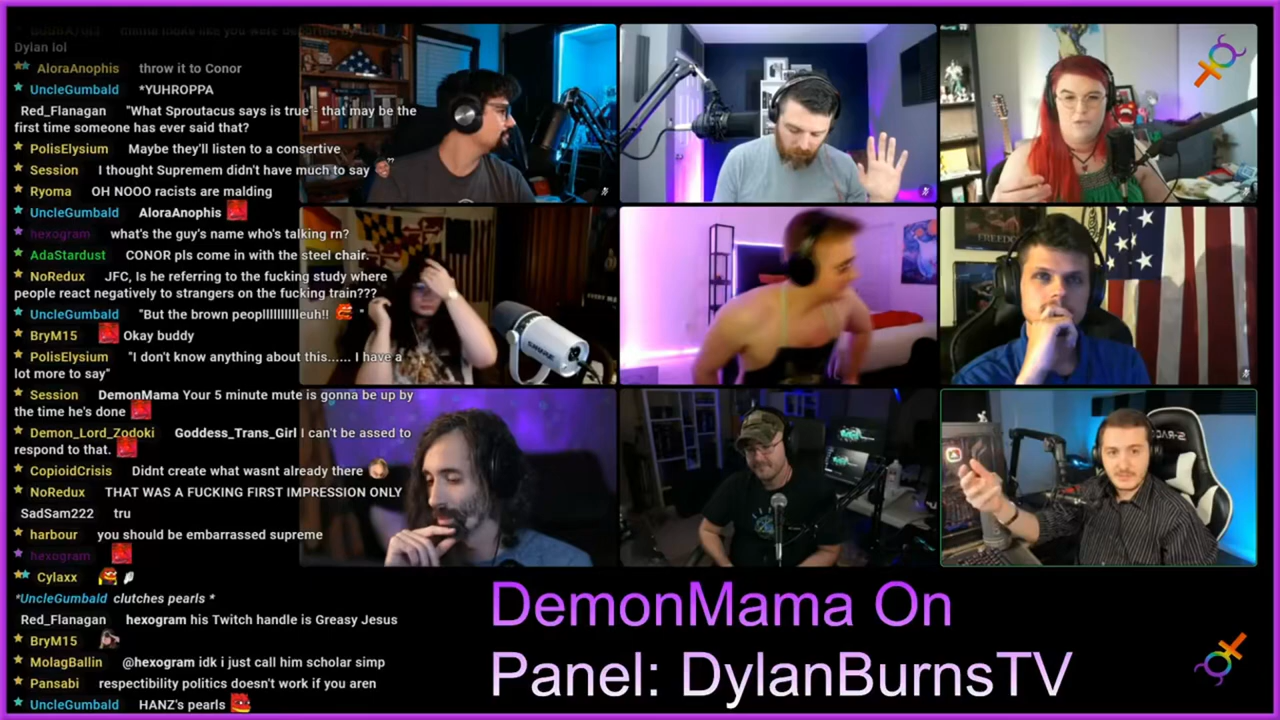 Dylan lol
AloraAnophis throw it to Conor
UncleGumbald *YUHROPPA
Red_Flanagan "What Sproutacus says is true"- that may be the
first time someone has ever said that?
PolisElysium Maybe they'll listen to a consertive
Session I thought Supremem didn't have much to say
Ryoma OH NOOO racists are malding
UncleGumbald AloraAnophis
hexogram what's the guy's name who's talking rn?
AdaStardust CONOR pls come in with the steel chair.
NoRedux JFC, Is he referring to the fucking study where
people react negatively to strangers on the fucking train???
UncleGumbald "But the brown peoplllllllllleuh!! "
BryM15 Okay buddy
PolisElysium "I don't know anything about this...... I have a
lot more to say"
Session DemonMama Your 5 minute mute is gonna be up by
the time he's done
Demon_Lord_Zodoki Goddess_Trans_Girl I can't be assed to
respond to that.
CopioidCrisis Didnt create what wasnt already there
NoRedux THAT WAS A FUCKING FIRST IMPRESSION ONLY
SadSam222 tru
harbour you should be embarrassed supreme
hexogram
Cylaxx
*UncleGumbald clutches pearls *
Red_Flanagan hexogram his Twitch handle is Greasy Jesus
BryM15
MolagBallin @hexogram idk i just call him scholar simp
Pansabi respectibility politics doesn't work if you aren
UncleGumbald HANZ's pearls
FREEDO
SHURE
DemonMama On
Panel: DylanBurnsTV